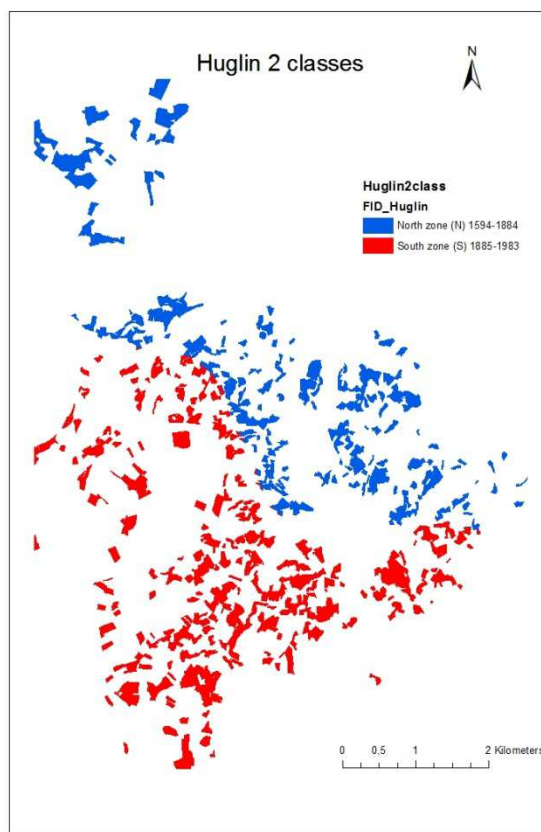 Huglin 2 classes
N
Huglin2class
FID_Huglin
North zone (N) 1594-1884
South zone (S) 1885-1983
0 0,5 1 2 Kilometers